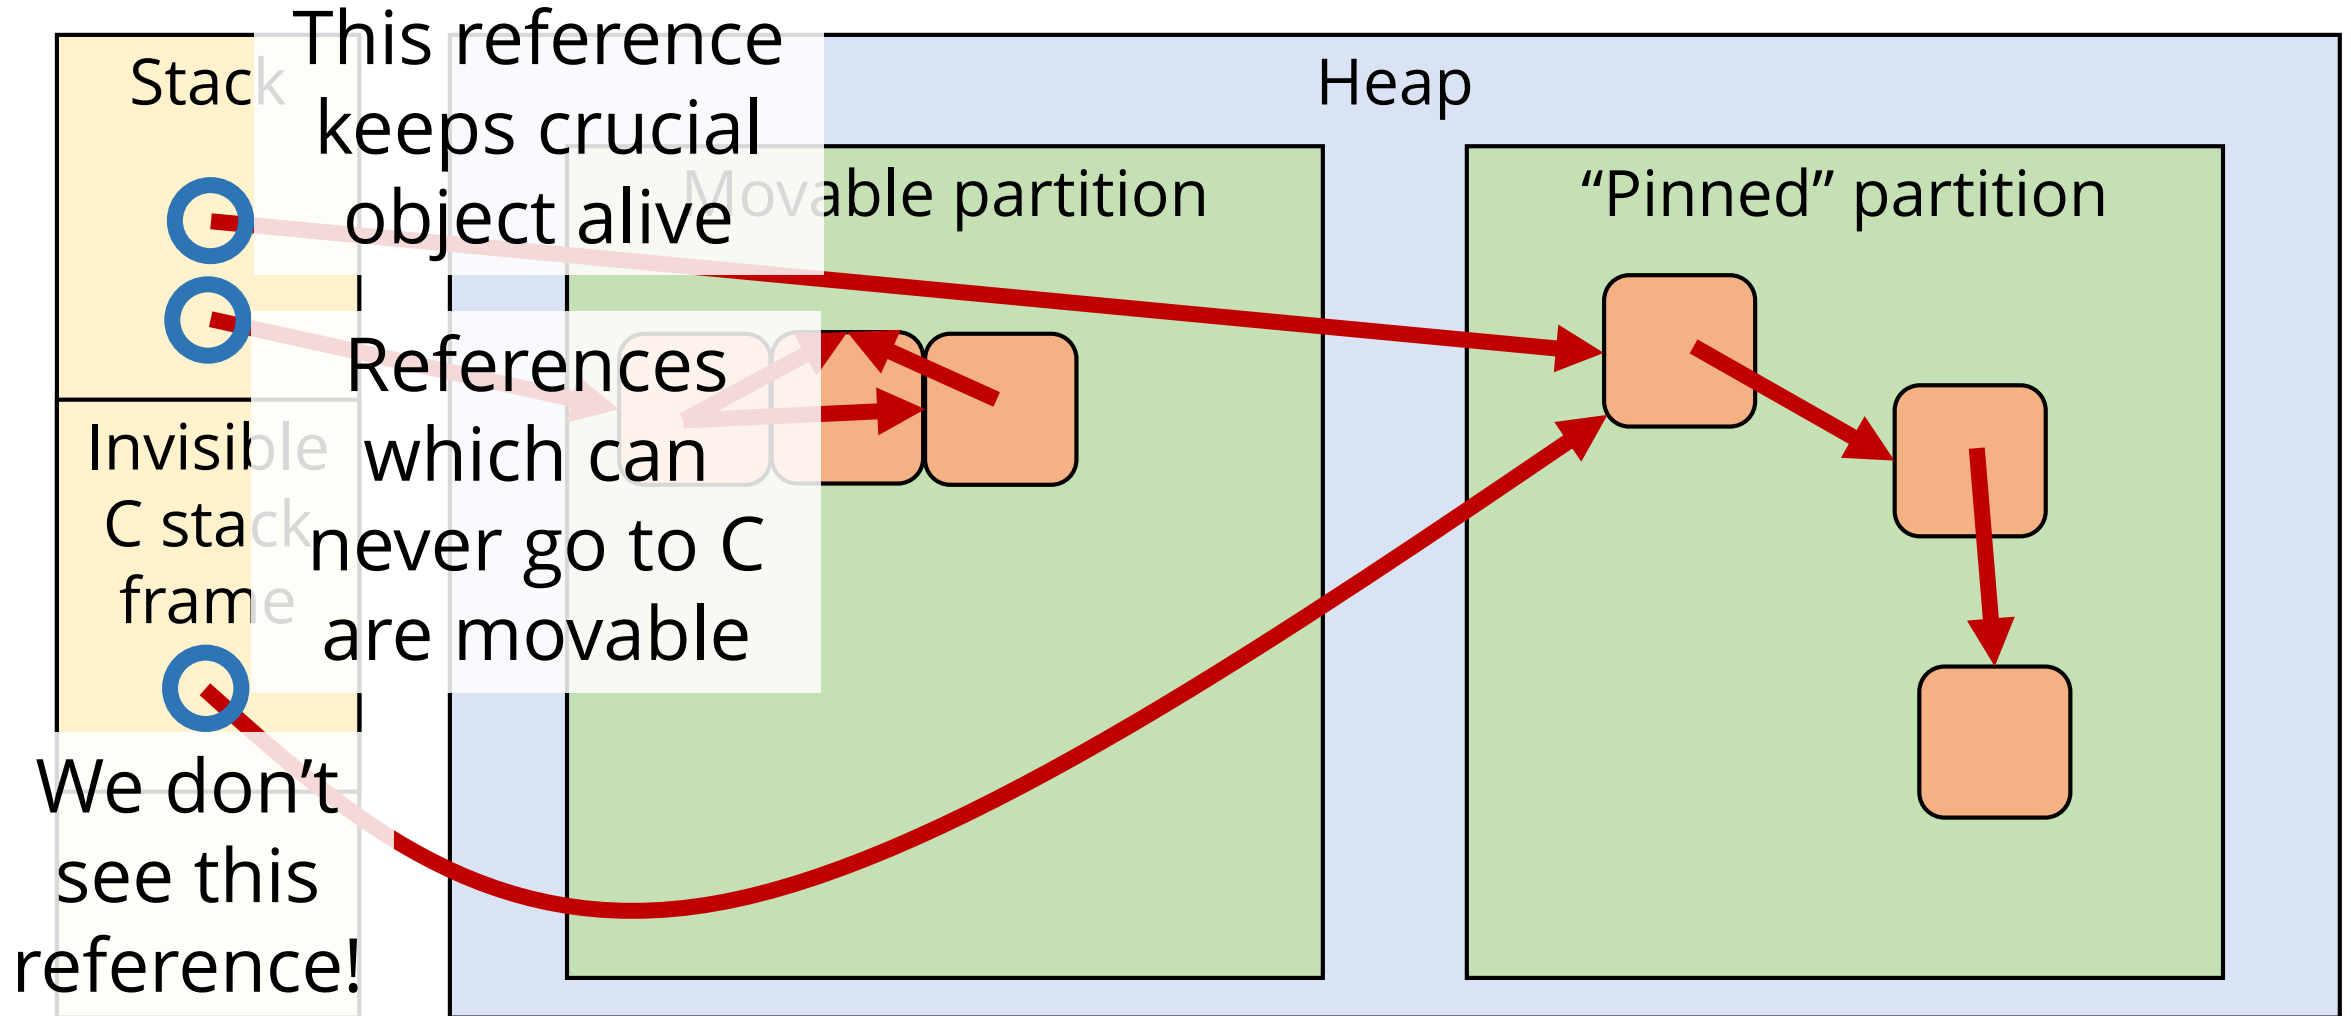 Stack
This reference
keeps crucial
object alive
Heap
Movable partition
“Pinned” partition
References
which can
never go to C
are movable
Invisible
C stack
frame
We don’t
see this
reference!